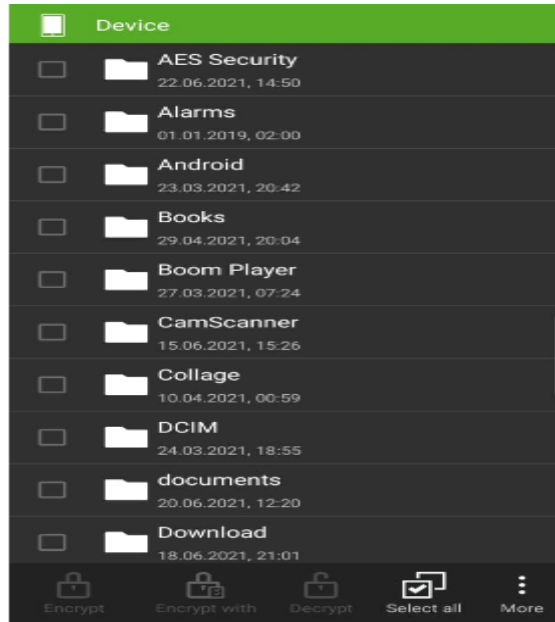 Device
AES Security
22.06.2021, 14:50
Alarms
01.01.2019, 02:00
Android
23.03.2021, 20:42
Books
29.04.2021, 20:04
Boom Player
27.03.2021, 07:24
CamScanner
15.06.2021, 15:26
Collage
10.04.2021, 00:59
DCIM
24.03.2021, 18:55
documents
20.06.2021, 12:20
Download
18.06.2021, 21:01
Encrypt Encrypt with Decrypt Select all More